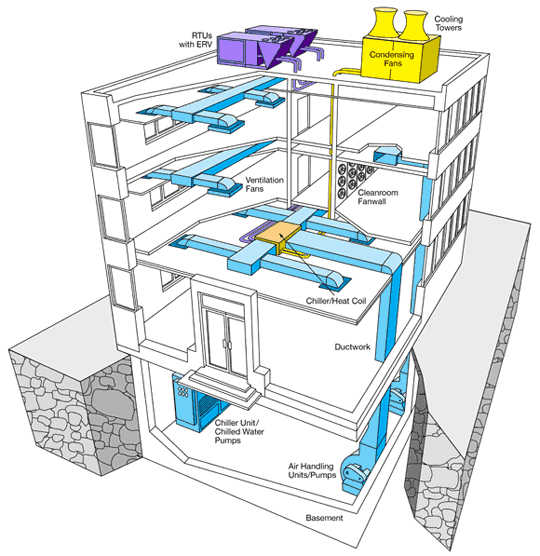 RTUs
with ERV
Cooling
Towers
Condensing
Fans
Ventilation
Fans
Cleanroom
Fanwall
Chiller/Heat Coil
Ductwork
Chiller Unit/
Chilled Water
Pumps
Air Handling
Units/Pumps
Basement